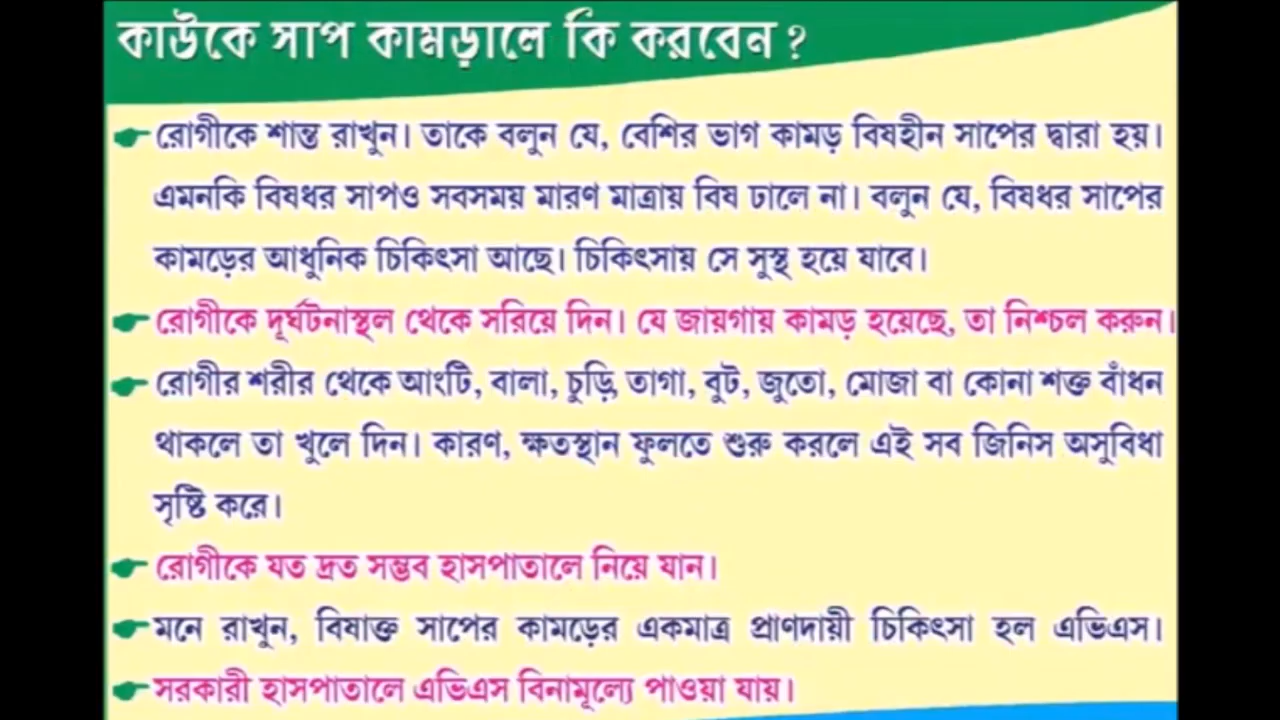 কাউকে সাপ কামড়ালে কি করবেন ?
রোগীকে শান্ত রাখুন। তাকে বলুন যে, বেশির ভাগ কামড় বিষহীন সাপের দ্বারা হয়।
এমনকি বিষধর সাপও সবসময় মারণ মাত্রায় বিষ ঢালে না। বলুন যে, বিষধর সাপের
কামড়ের আধুনিক চিকিৎসা আছে। চিকিৎসায় সে সুস্থ হয়ে যাবে।
রোগীকে দূর্ঘটনাস্থল থেকে সরিয়ে দিন। যে জায়গায় কামড় হয়েছে, তা নিশ্চল করুন।
রোগীর শরীর থেকে আংটি, বালা, চুড়ি, তাগা, বুট, জুতো, মোজা বা কোনা শক্ত বাঁধন
থাকলে তা খুলে দিন। কারণ, ক্ষতস্থান ফুলতে শুরু করলে এই সব জিনিস অসুবিধা
সৃষ্টি করে।
রোগীকে যত দ্রত সম্ভব হাসপাতালে নিয়ে যান।
মনে রাখুন, বিষাক্ত সাপের কামড়ের একমাত্র প্রাণদায়ী চিকিৎসা হল এভিএস।
সরকারী হাসপাতালে এভিএস বিনামূল্যে পাওয়া যায়।